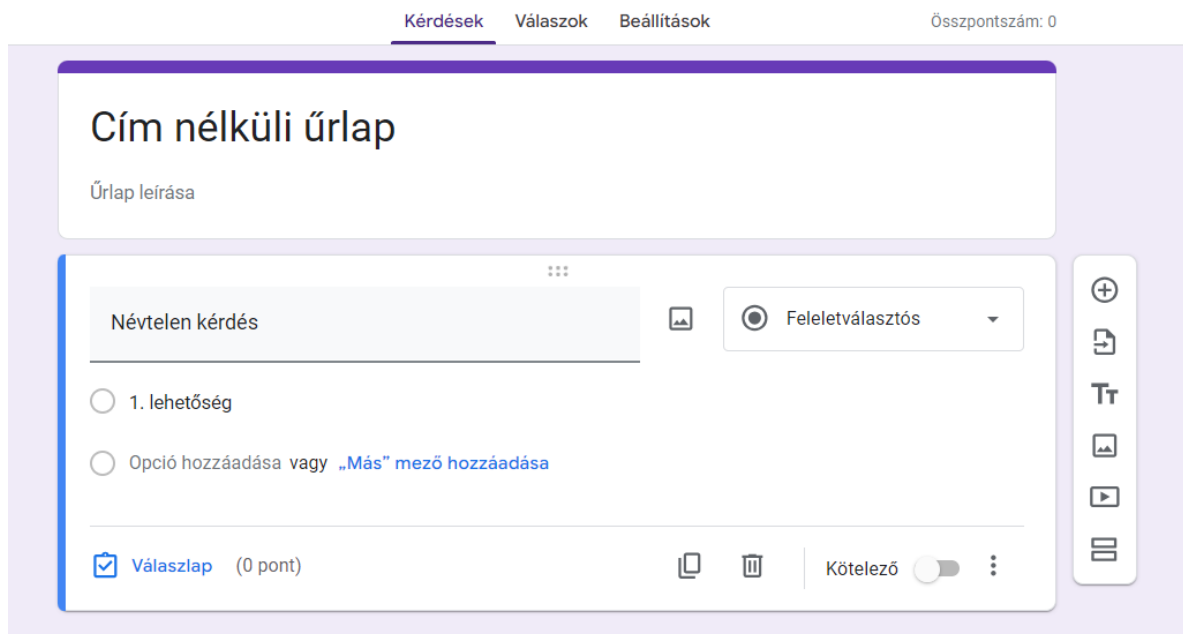 Kérdések Válaszok Beállítások Összpontszám: 0
Cím nélküli űrlap
Űrlap leírása
Névtelen kérdés
Feleletválasztós
1. lehetőség
Opció hozzáadása vagy „Más” mező hozzáadása
Válaszlap (0 pont)
Kötelező
Tт